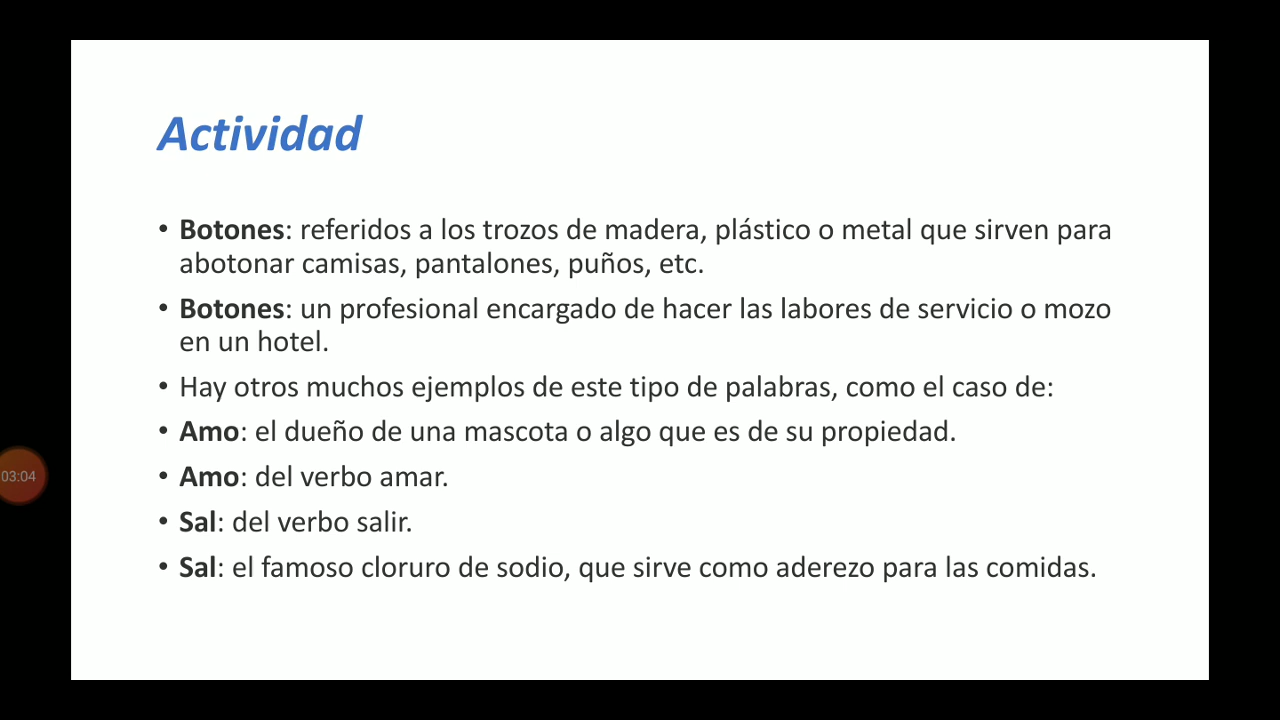 Actividad
• Botones: referidos a los trozos de madera, plástico o metal que sirven para
abotonar camisas, pantalones, puños, etc.
• Botones: un profesional encargado de hacer las labores de servicio o mozo
en un hotel.
• Hay otros muchos ejemplos de este tipo de palabras, como el caso de:
• Amo: el dueño de una mascota o algo que es de su propiedad.
• Amo: del verbo amar.
03:04
• Sal: del verbo salir.
• Sal: el famoso cloruro de sodio, que sirve como aderezo para las comidas.